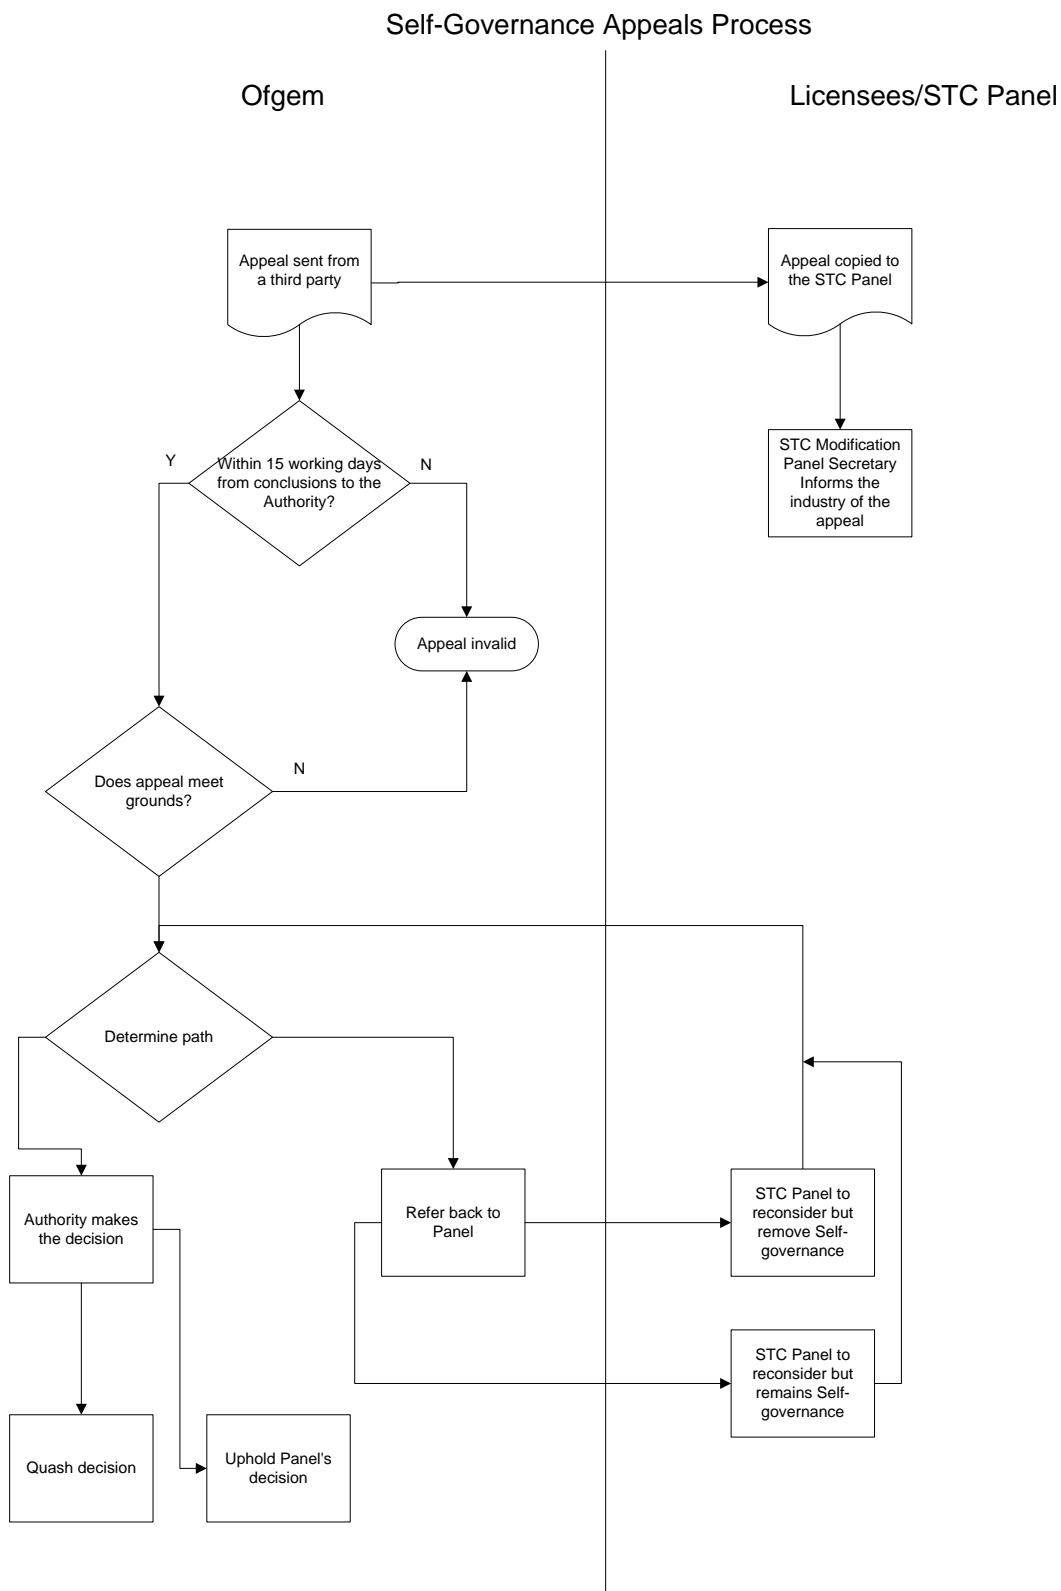 Self-Governance Appeals Process
Ofgem
Licensees/STC Panel
Appeal sent from
a third party
Appeal copied to
the STC Panel
Y
Within 15 working days
from conclusions to the
Authority?
N
STC Modification
Panel Secretary
Informs the
industry of the
appeal
Appeal invalid
Does appeal meet
grounds?
N
Determine path
Authority makes
the decision
Refer back to
Panel
STC Panel to
reconsider but
remove Self-
governance
STC Panel to
reconsider but
remains Self-
governance
Quash decision
Uphold Panel's
decision